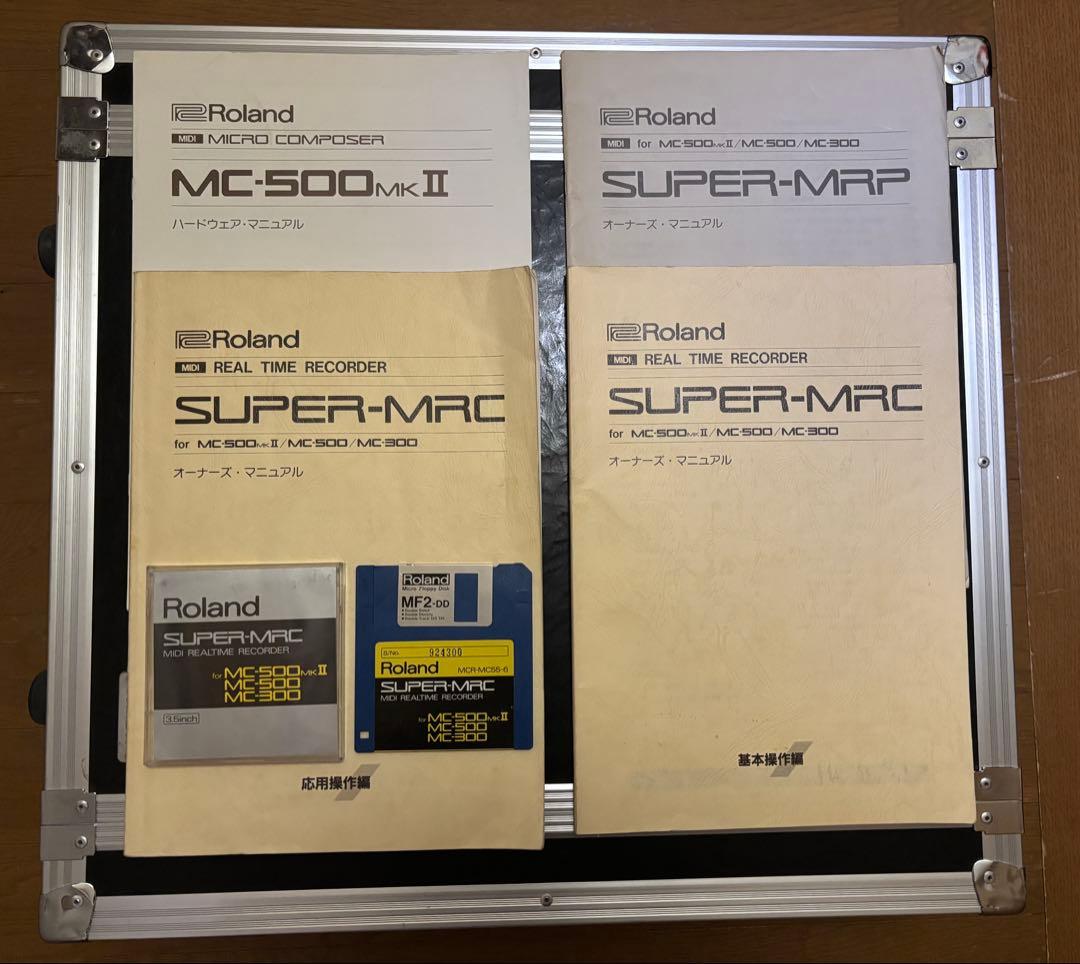 Roland
MIDI MICRO COMPOSER
MC-500MKII
ハードウェア・マニュアル
Roland
MIDI for MC-500MKII/MC-500/MC-300
SUPER-MRP
オーナーズ・マニュアル
Roland
MIDI REAL TIME RECORDER
SUPER-MRC
for MC-500MKII/MC-500/MC-300
オーナーズ・マニュアル
Roland
SUPER-MRC
MIDI REALTIME RECORDER
for MC-500MKII
MC-500
MC-300
3.5inch
Roland
Micro Floppy Disk
MF2-DD
S/No. 924300
Roland MCR-MC55-6
SUPER-MRC
MIDI REALTIME RECORDER
for MC-500MKII
MC-500
MC-300
応用操作編
Roland
MIDI REAL TIME RECORDER
SUPER-MRC
for MC-500MKII/MC-500/MC-300
オーナーズ・マニュアル
基本操作編